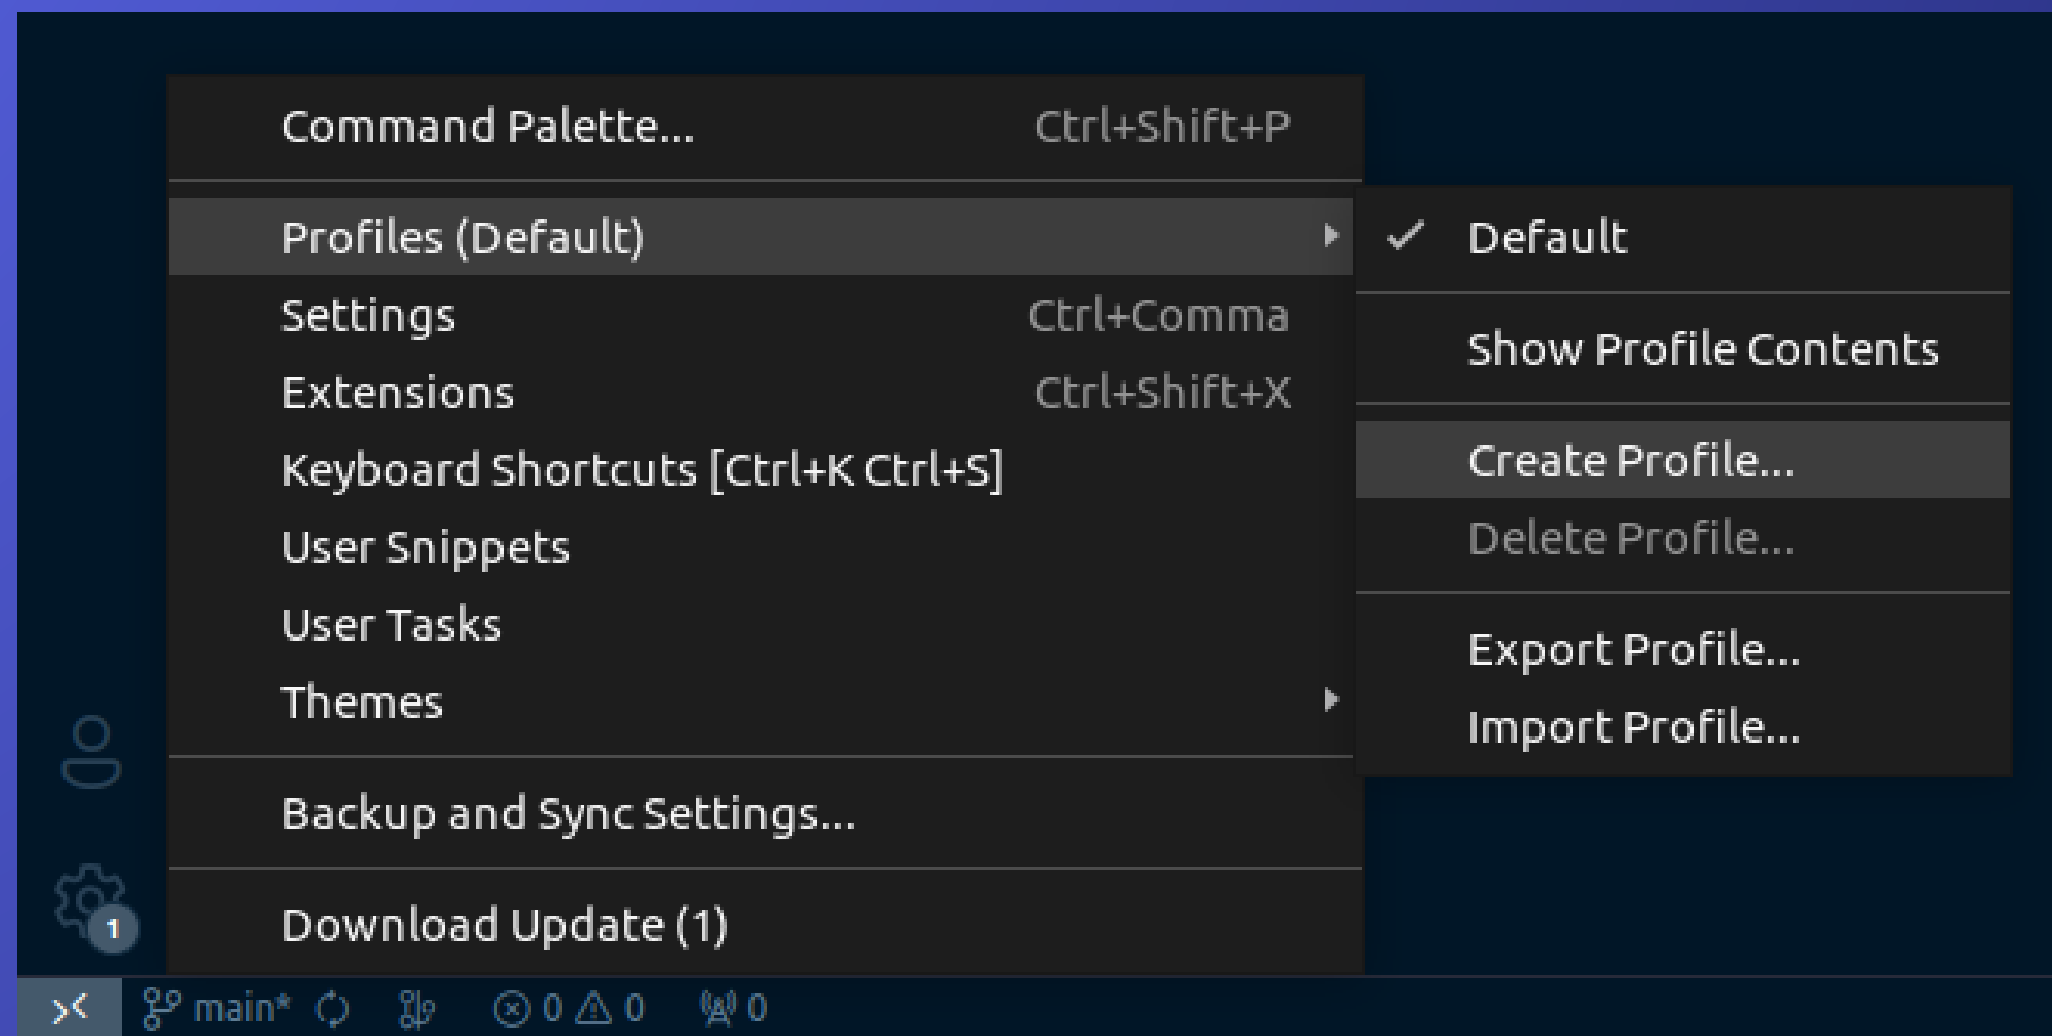 Command Palette... Ctrl+Shift+P
Profiles (Default)
Settings Ctrl+Comma
Extensions Ctrl+Shift+X
Keyboard Shortcuts [Ctrl+K Ctrl+S]
User Snippets
User Tasks
Themes
Backup and Sync Settings...
Download Update (1)
Default
Show Profile Contents
Create Profile...
Delete Profile...
Export Profile...
Import Profile...
1
main* 0 0 0